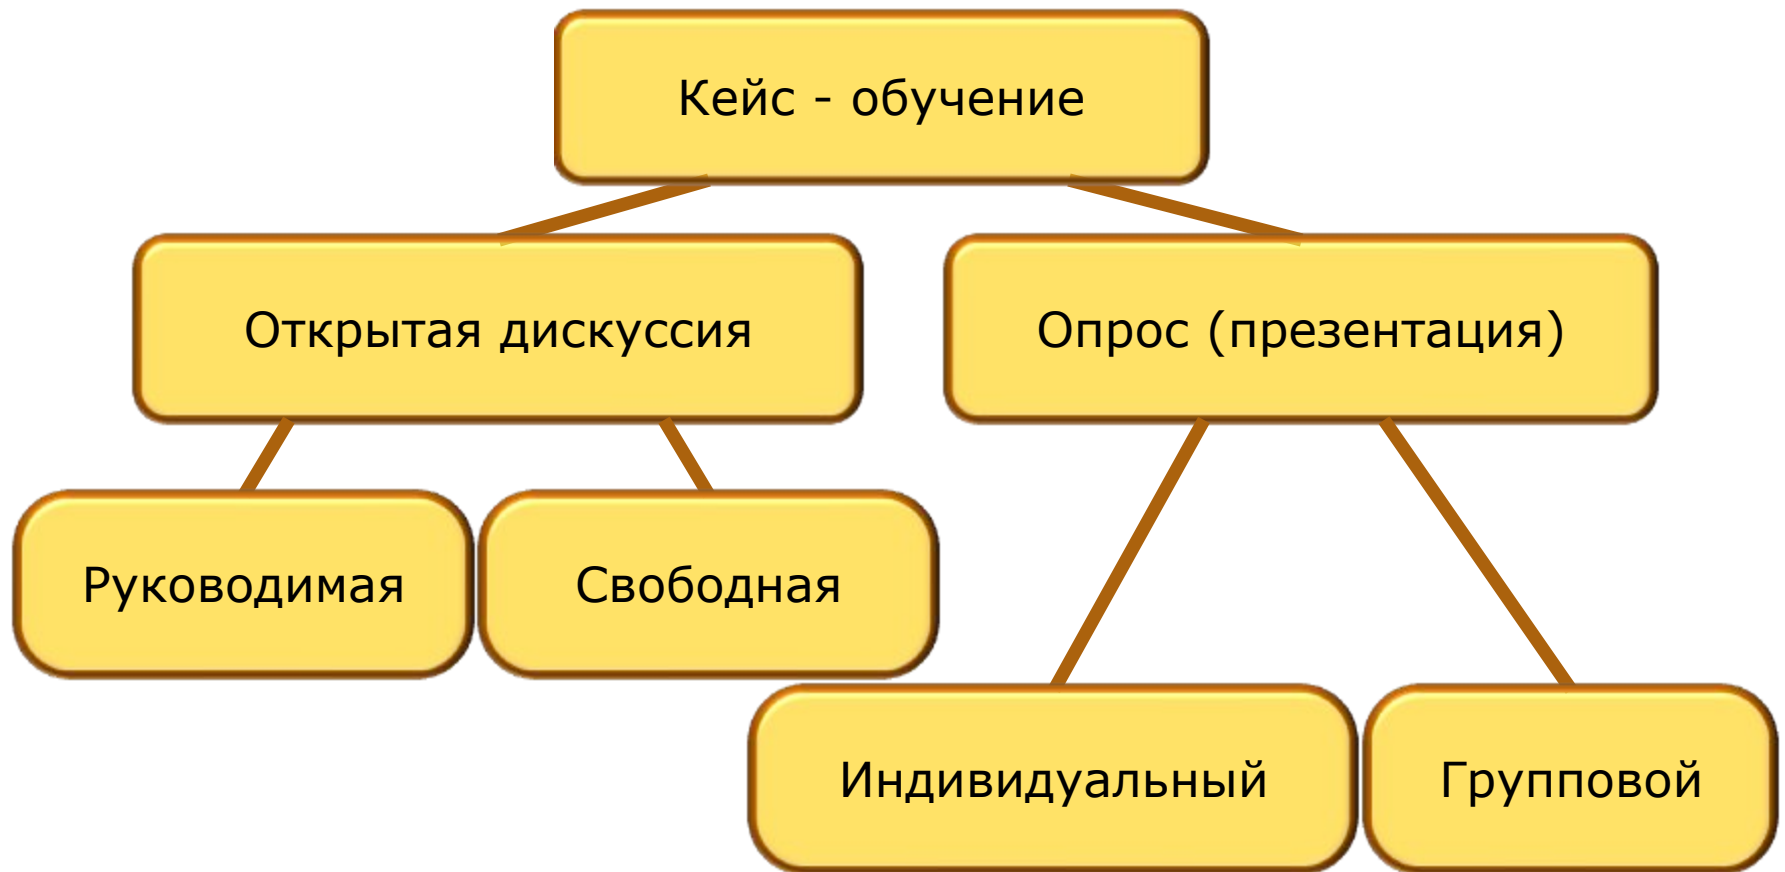 Кейс - обучение
Открытая дискуссия
Опрос (презентация)
Руководимая
Свободная
Индивидуальный
Групповой